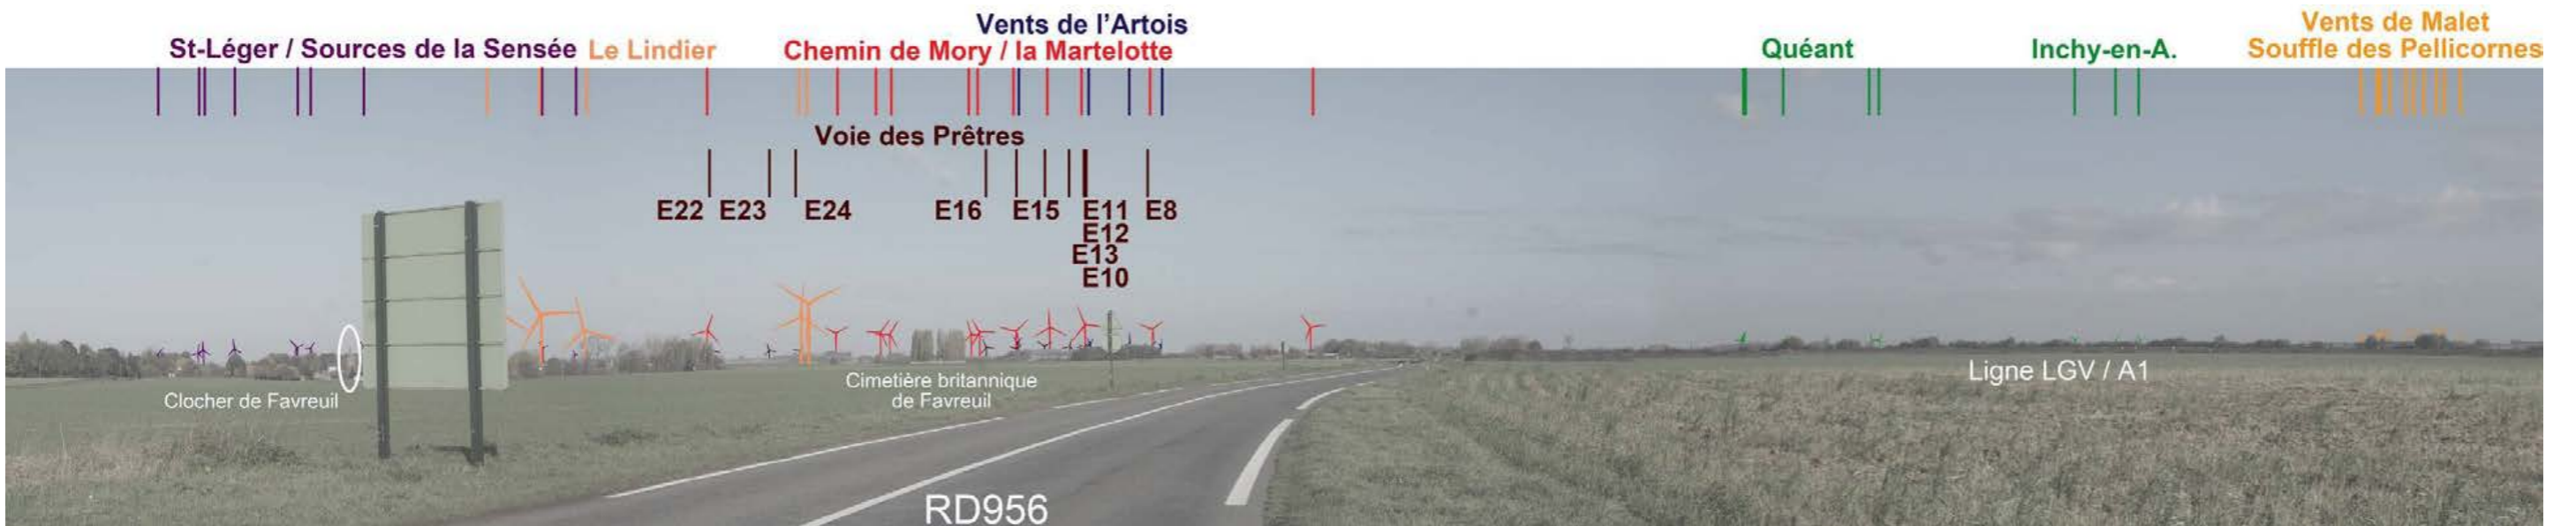 Vents de l'Artois
Vents de Malet
St-Léger / Sources de la Sensée
Le Lindier
Chemin de Mory / la Martelotte
Quéant
Inchy-en-A.
Souffle des Pellicornes
Voie des Prêtres
E22
E23
E24
E16
E15
E11
E8
E12
E13
E10
Cimetière britannique
de Favreuil
Clocher de Favreuil
Ligne LGV / A1
RD956